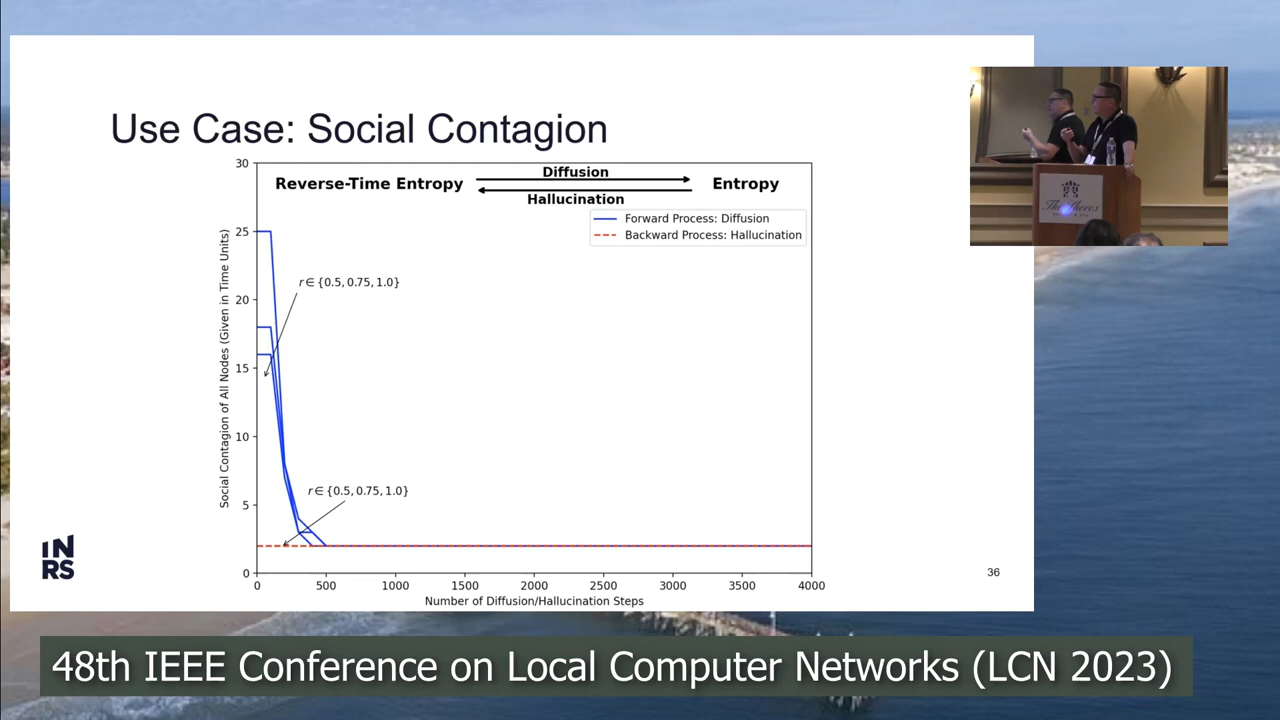 Use Case: Social Contagion
30
Reverse-Time Entropy
Diffusion
Hallucination
Entropy
Forward Process: Diffusion
Backward Process: Hallucination
25
r ∈ {0.5, 0.75, 1.0}
20
15
10
r ∈ {0.5, 0.75, 1.0}
5
0
Social Contagion of All Nodes (Given in Time Units)
0 500 1000 1500 2000 2500 3000 3500 4000
Number of Diffusion/Hallucination Steps
IN
RS
36
48th IEEE Conference on Local Computer Networks (LCN 2023)